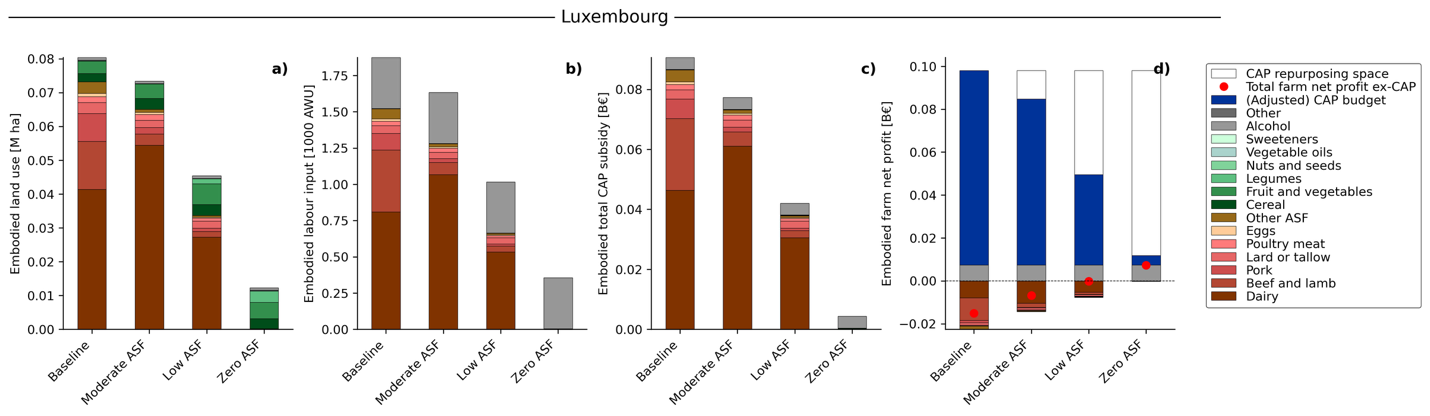 Luxembourg
a)
Embodied land use [M ha]
0.08
0.07
0.06
0.05
0.04
0.03
0.02
0.01
0.00
Baseline
Moderate ASF
Low ASF
Zero ASF
b)
Embodied labour input [1000 AWU]
1.75
1.50
1.25
1.00
0.75
0.50
0.25
0.00
Baseline
Moderate ASF
Low ASF
Zero ASF
c)
Embodied total CAP subsidy [B€]
0.08
0.06
0.04
0.02
0.00
Baseline
Moderate ASF
Low ASF
Zero ASF
d)
Embodied farm net profit [B€]
0.10
0.08
0.06
0.04
0.02
0.00
−0.02
Baseline
Moderate ASF
Low ASF
Zero ASF
CAP repurposing space
Total farm net profit ex-CAP
(Adjusted) CAP budget
Other
Alcohol
Sweeteners
Vegetable oils
Nuts and seeds
Legumes
Fruit and vegetables
Cereal
Other ASF
Eggs
Poultry meat
Lard or tallow
Pork
Beef and lamb
Dairy